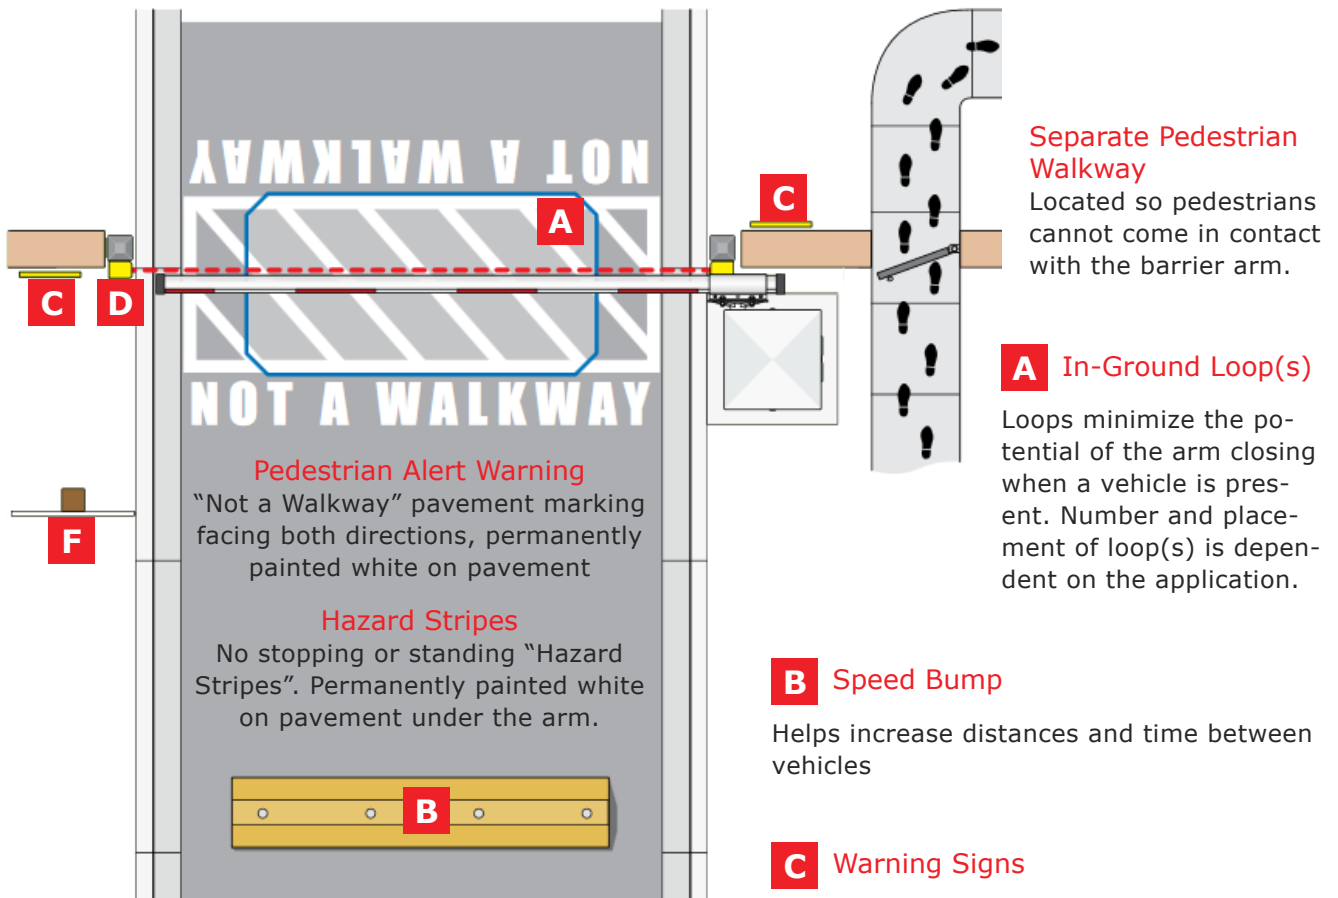 NOT A WALKWAY
A
C
C
D
NOT A WALKWAY
Pedestrian Alert Warning
“Not a Walkway” pavement marking
facing both directions, permanently
painted white on pavement
F
Hazard Stripes
No stopping or standing “Hazard
Stripes”. Permanently painted white
on pavement under the arm.
B
Separate Pedestrian
Walkway
Located so pedestrians
cannot come in contact
with the barrier arm.
A In-Ground Loop(s)
Loops minimize the po-
tential of the arm closing
when a vehicle is pres-
ent. Number and place-
ment of loop(s) is depen-
dent on the application.
B Speed Bump
Helps increase distances and time between
vehicles
C Warning Signs